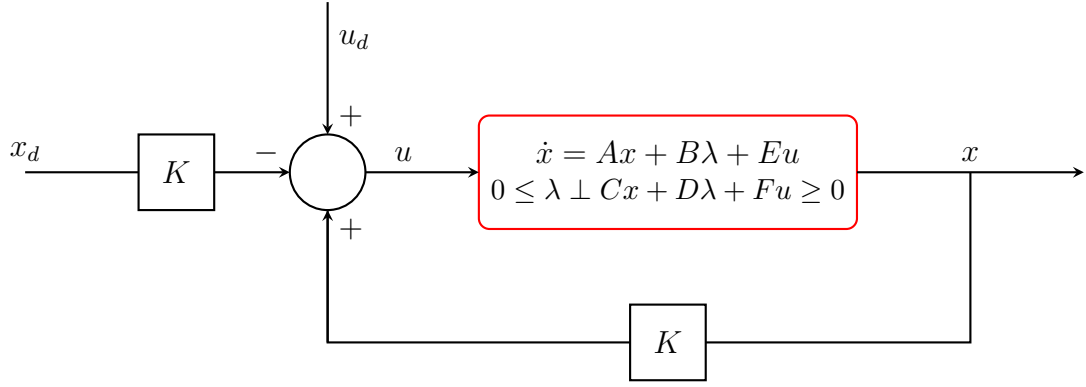 u_d
+
x_d
K
−
u
ẋ = Ax + Bλ + Eu
0 ≤ λ ⊥ Cx + Dλ + Fu ≥ 0
x
+
K